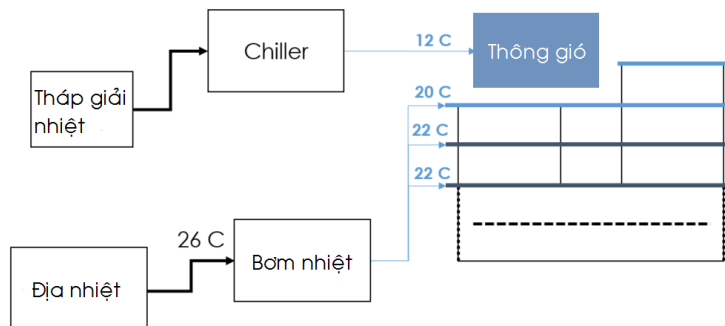 Chiller
12 C
Thông gió
Tháp giải
nhiệt
20 C
22 C
22 C
26 C
Bơm nhiệt
Địa nhiệt